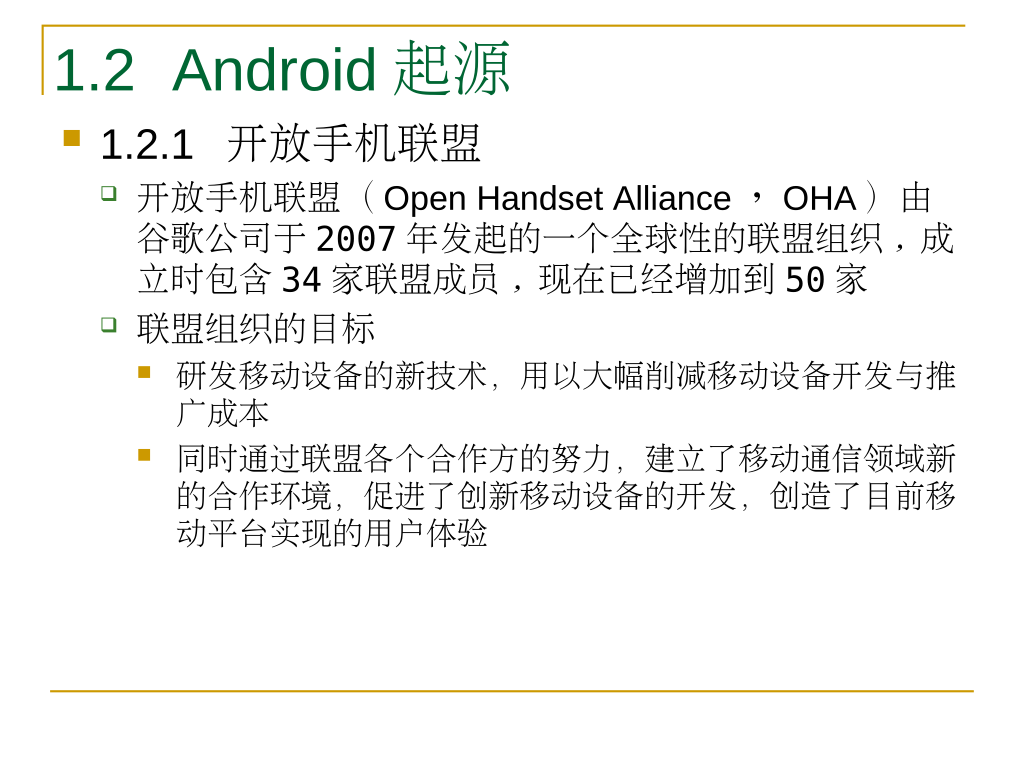 1.2 Android 起源
1.2.1 开放手机联盟
开放手机联盟（Open Handset Alliance ，OHA）由
谷歌公司于 2007 年发起的一个全球性的联盟组织，成
立时包含 34 家联盟成员，现在已经增加到 50 家
联盟组织的目标
研发移动设备的新技术，用以大幅削减移动设备开发与推
广成本
同时通过联盟各个合作方的努力，建立了移动通信领域新
的合作环境，促进了创新移动设备的开发，创造了目前移
动平台实现的用户体验